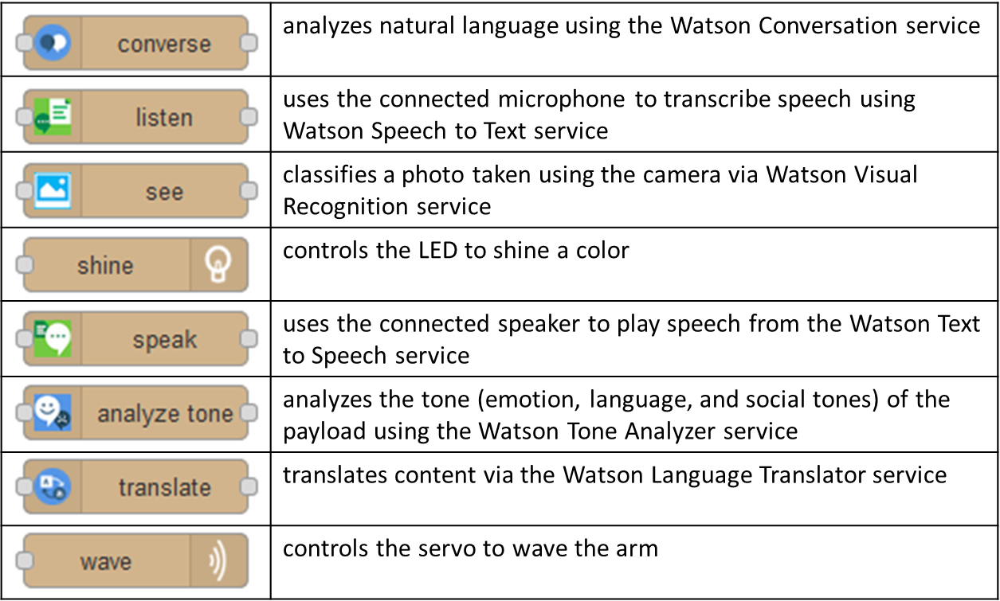 converse
analyzes natural language using the Watson Conversation service
listen
uses the connected microphone to transcribe speech using
Watson Speech to Text service
see
classifies a photo taken using the camera via Watson Visual
Recognition service
shine
controls the LED to shine a color
speak
uses the connected speaker to play speech from the Watson Text
to Speech service
analyze tone
analyzes the tone (emotion, language, and social tones) of the
payload using the Watson Tone Analyzer service
translate
translates content via the Watson Language Translator service
wave
controls the servo to wave the arm